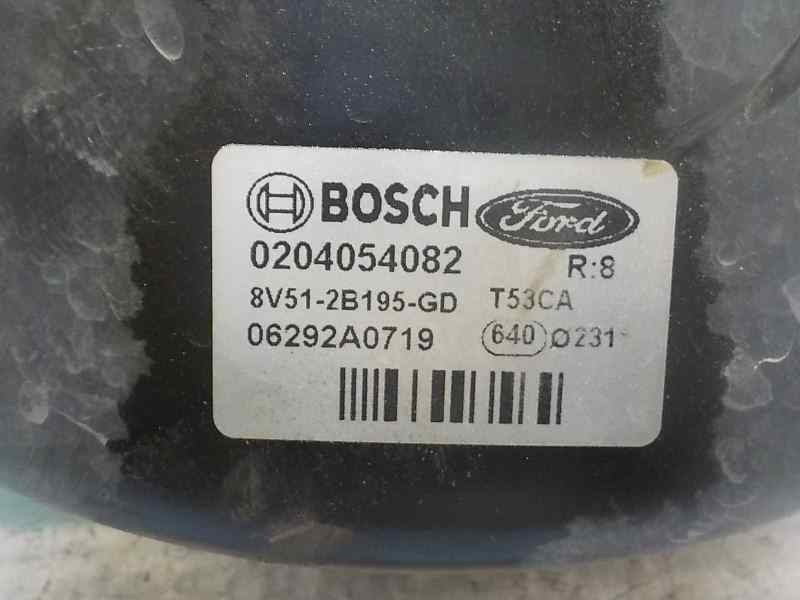 BOSCH Ford
0204054082 R:8
8V51-2B195-GD T53CA
06292A0719 640 Ø231